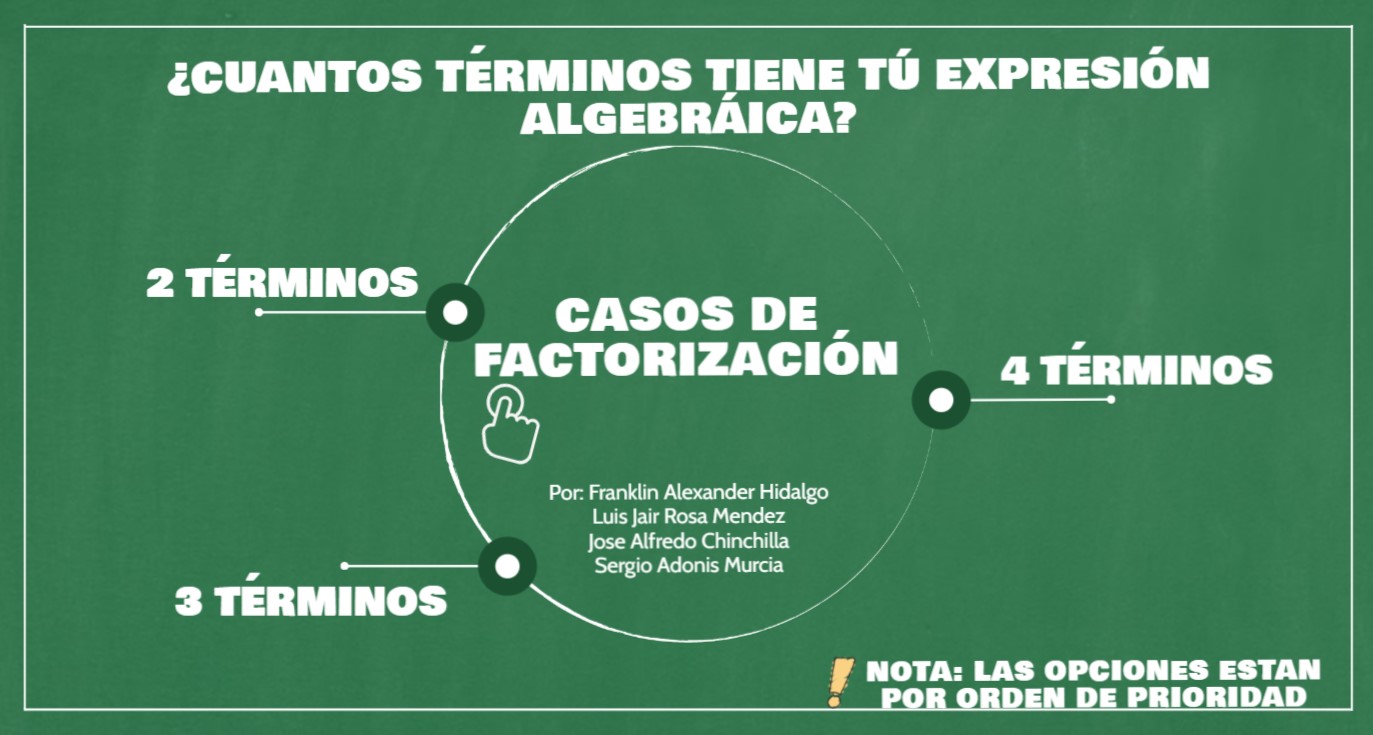 ¿CUANTOS TÉRMINOS TIENE TÚ EXPRESIÓN
ALGEBRÁICA?
2 TÉRMINOS
CASOS DE
FACTORIZACIÓN
4 TÉRMINOS
Por: Franklin Alexander Hidalgo
Luis Jair Rosa Mendez
Jose Alfredo Chinchilla
Sergio Adonis Murcia
3 TÉRMINOS
NOTA: LAS OPCIONES ESTAN
POR ORDEN DE PRIORIDAD